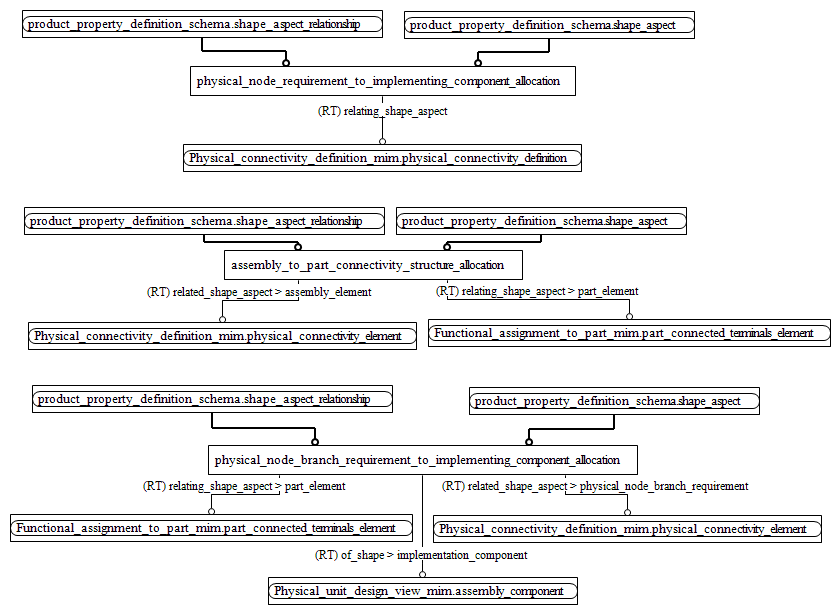 product_property_definition_schema.shape_aspect_relationship
product_property_definition_schema.shape_aspect
physical_node_requirement_to_implementing_component_allocation
(RT) relating_shape_aspect
Physical_connectivity_definition_mim.physical_connectivity_definition
product_property_definition_schema.shape_aspect_relationship
product_property_definition_schema.shape_aspect
assembly_to_part_connectivity_structure_allocation
(RT) related_shape_aspect > assembly_element
(RT) relating_shape_aspect > part_element
Physical_connectivity_definition_mim.physical_connectivity_element
Functional_assignment_to_part_mim.part_connected_terminals_element
product_property_definition_schema.shape_aspect_relationship
product_property_definition_schema.shape_aspect
physical_node_branch_requirement_to_implementing_component_allocation
(RT) relating_shape_aspect > part_element
(RT) related_shape_aspect > physical_node_branch_requirement
Functional_assignment_to_part_mim.part_connected_terminals_element
Physical_connectivity_definition_mim.physical_connectivity_element
(RT) of_shape > implementation_component
Physical_unit_design_view_mim.assembly_component